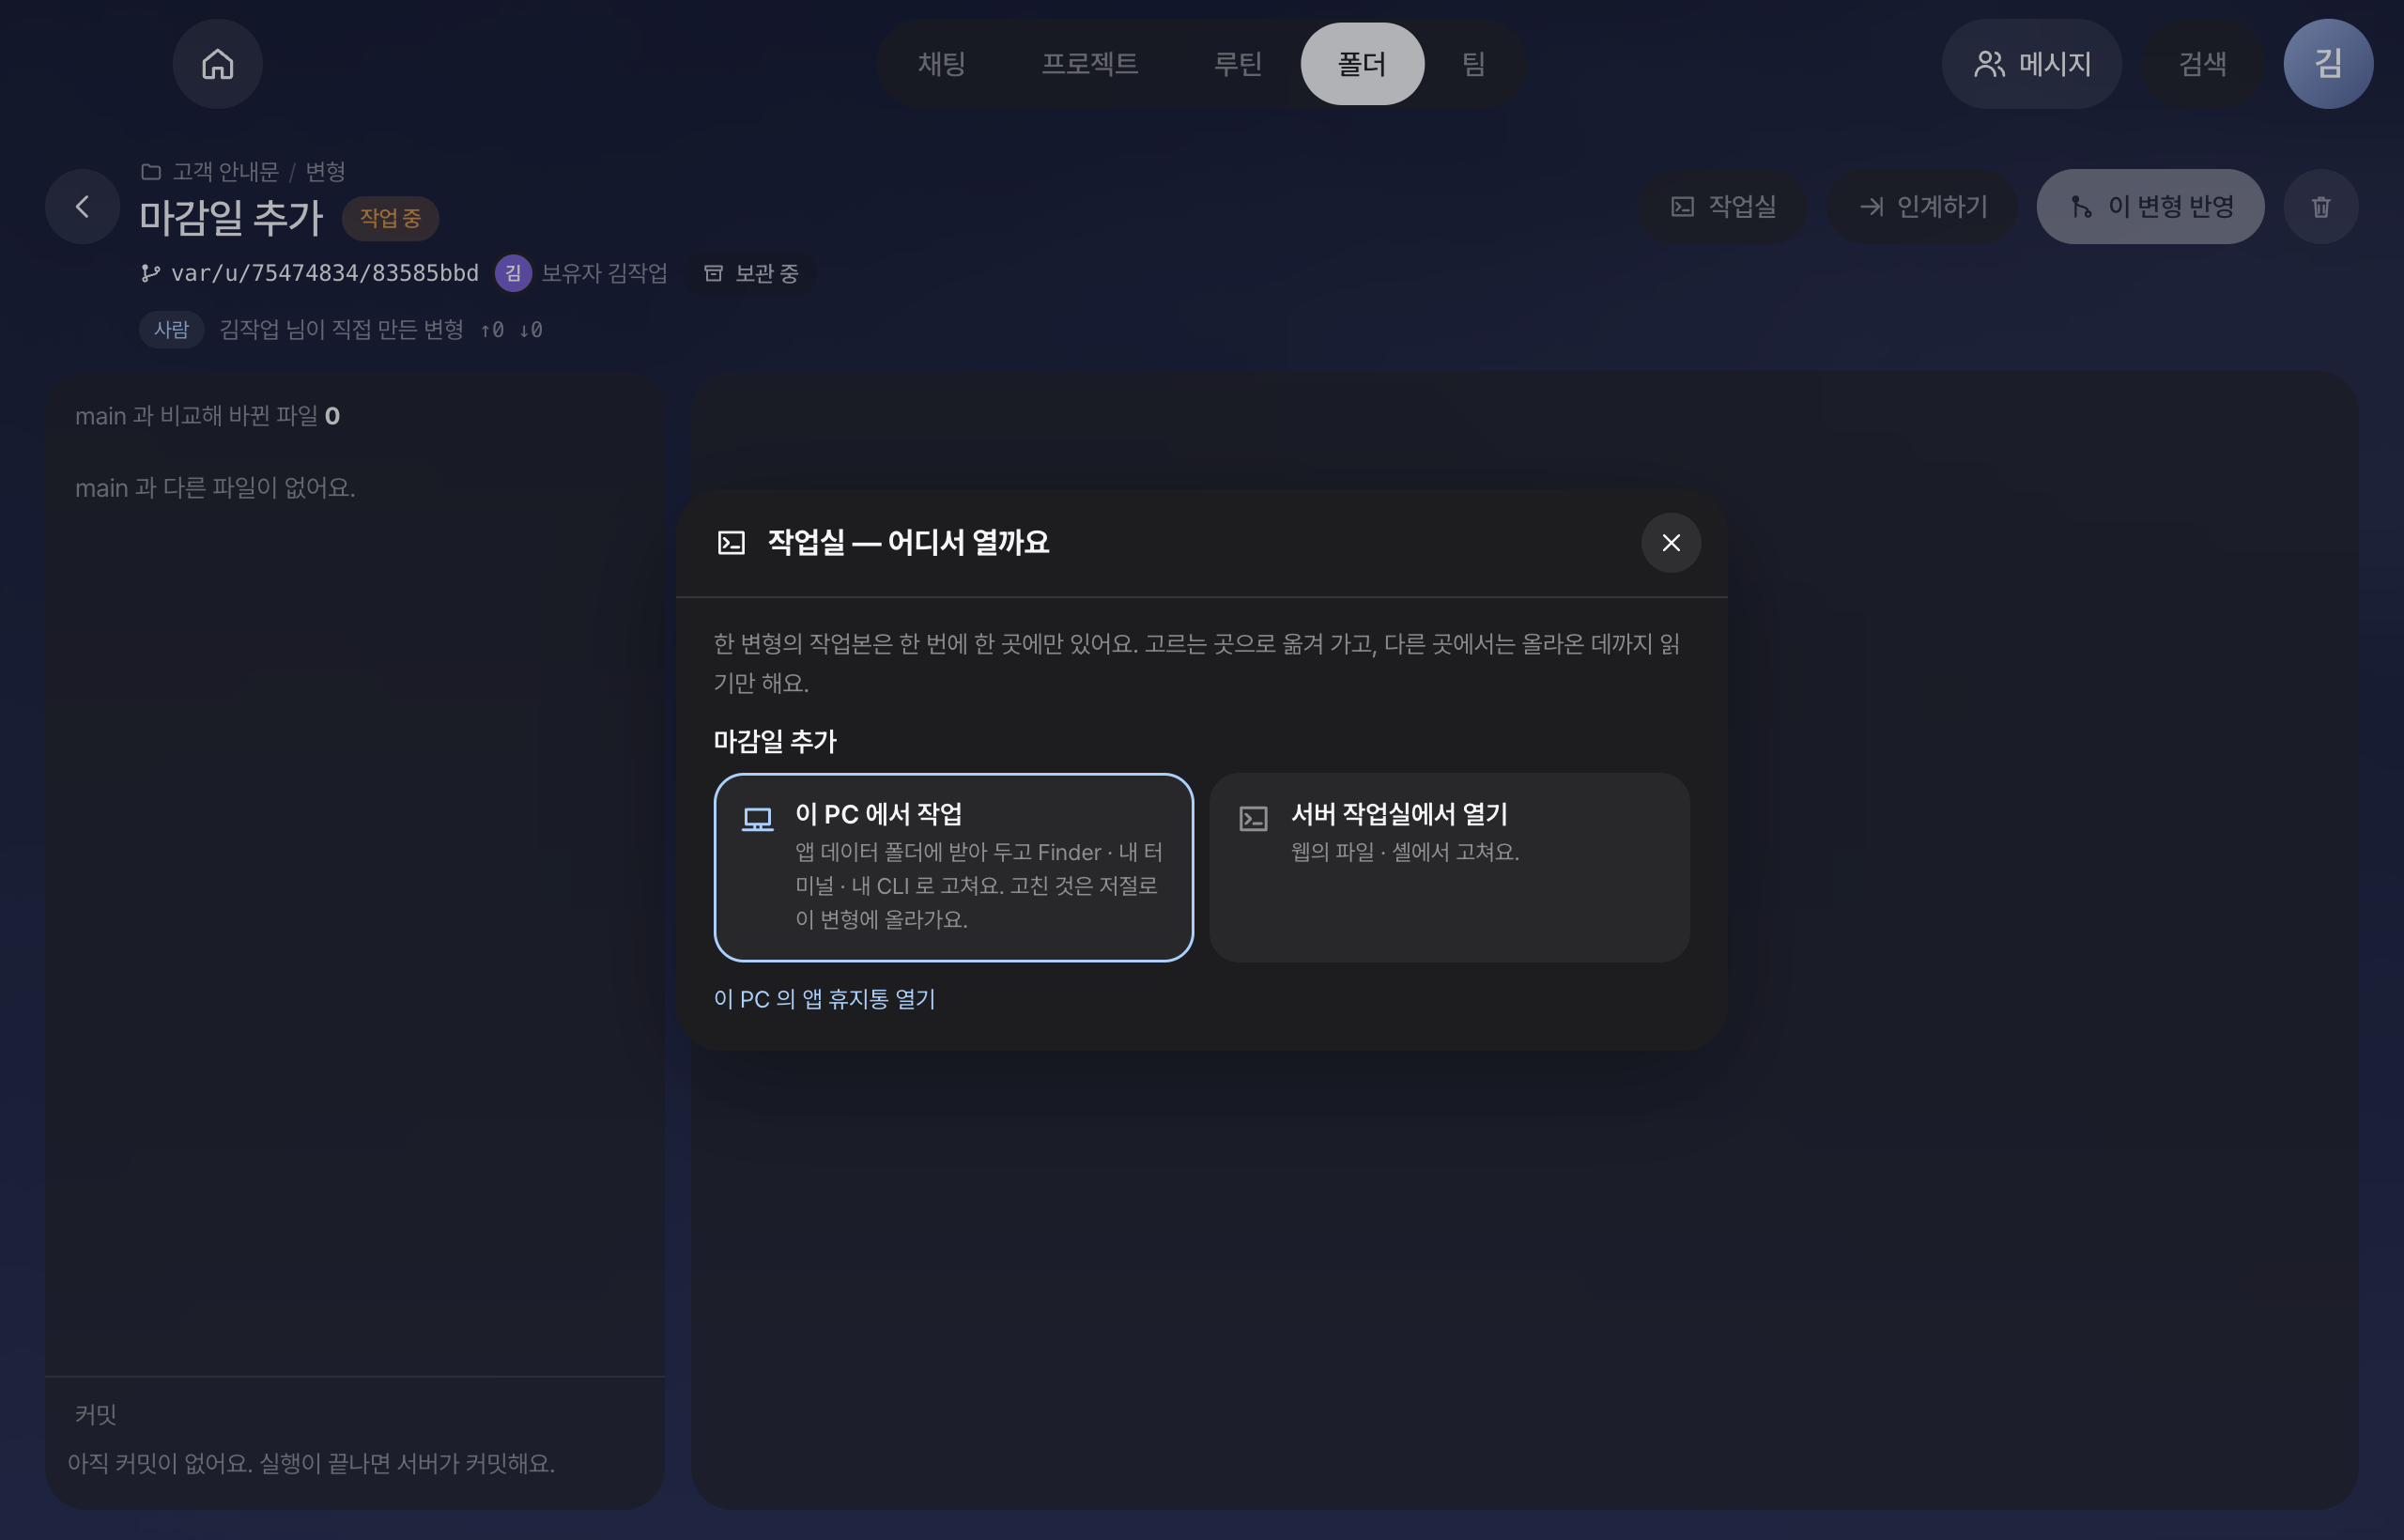 채팅
프로젝트
루틴
폴더
팀
메시지
검색
김
고객 안내문 / 변형
마감일 추가
작업 중
작업실
인계하기
이 변형 반영
var/u/75474834/83585bbd
김
보유자 김작업
보관 중
사람
김작업 님이 직접 만든 변형 ↑0 ↓0
main 과 비교해 바뀐 파일 0
main 과 다른 파일이 없어요.
작업실 — 어디서 열까요
한 변형의 작업본은 한 번에 한 곳에만 있어요. 고르는 곳으로 옮겨 가고, 다른 곳에서는 올라온 데까지 읽
기만 해요.
마감일 추가
이 PC 에서 작업
앱 데이터 폴더에 받아 두고 Finder · 내 터
미널 · 내 CLI 로 고쳐요. 고친 것은 저절로
이 변형에 올라가요.
서버 작업실에서 열기
웹의 파일 · 셸에서 고쳐요.
이 PC 의 앱 휴지통 열기
커밋
아직 커밋이 없어요. 실행이 끝나면 서버가 커밋해요.